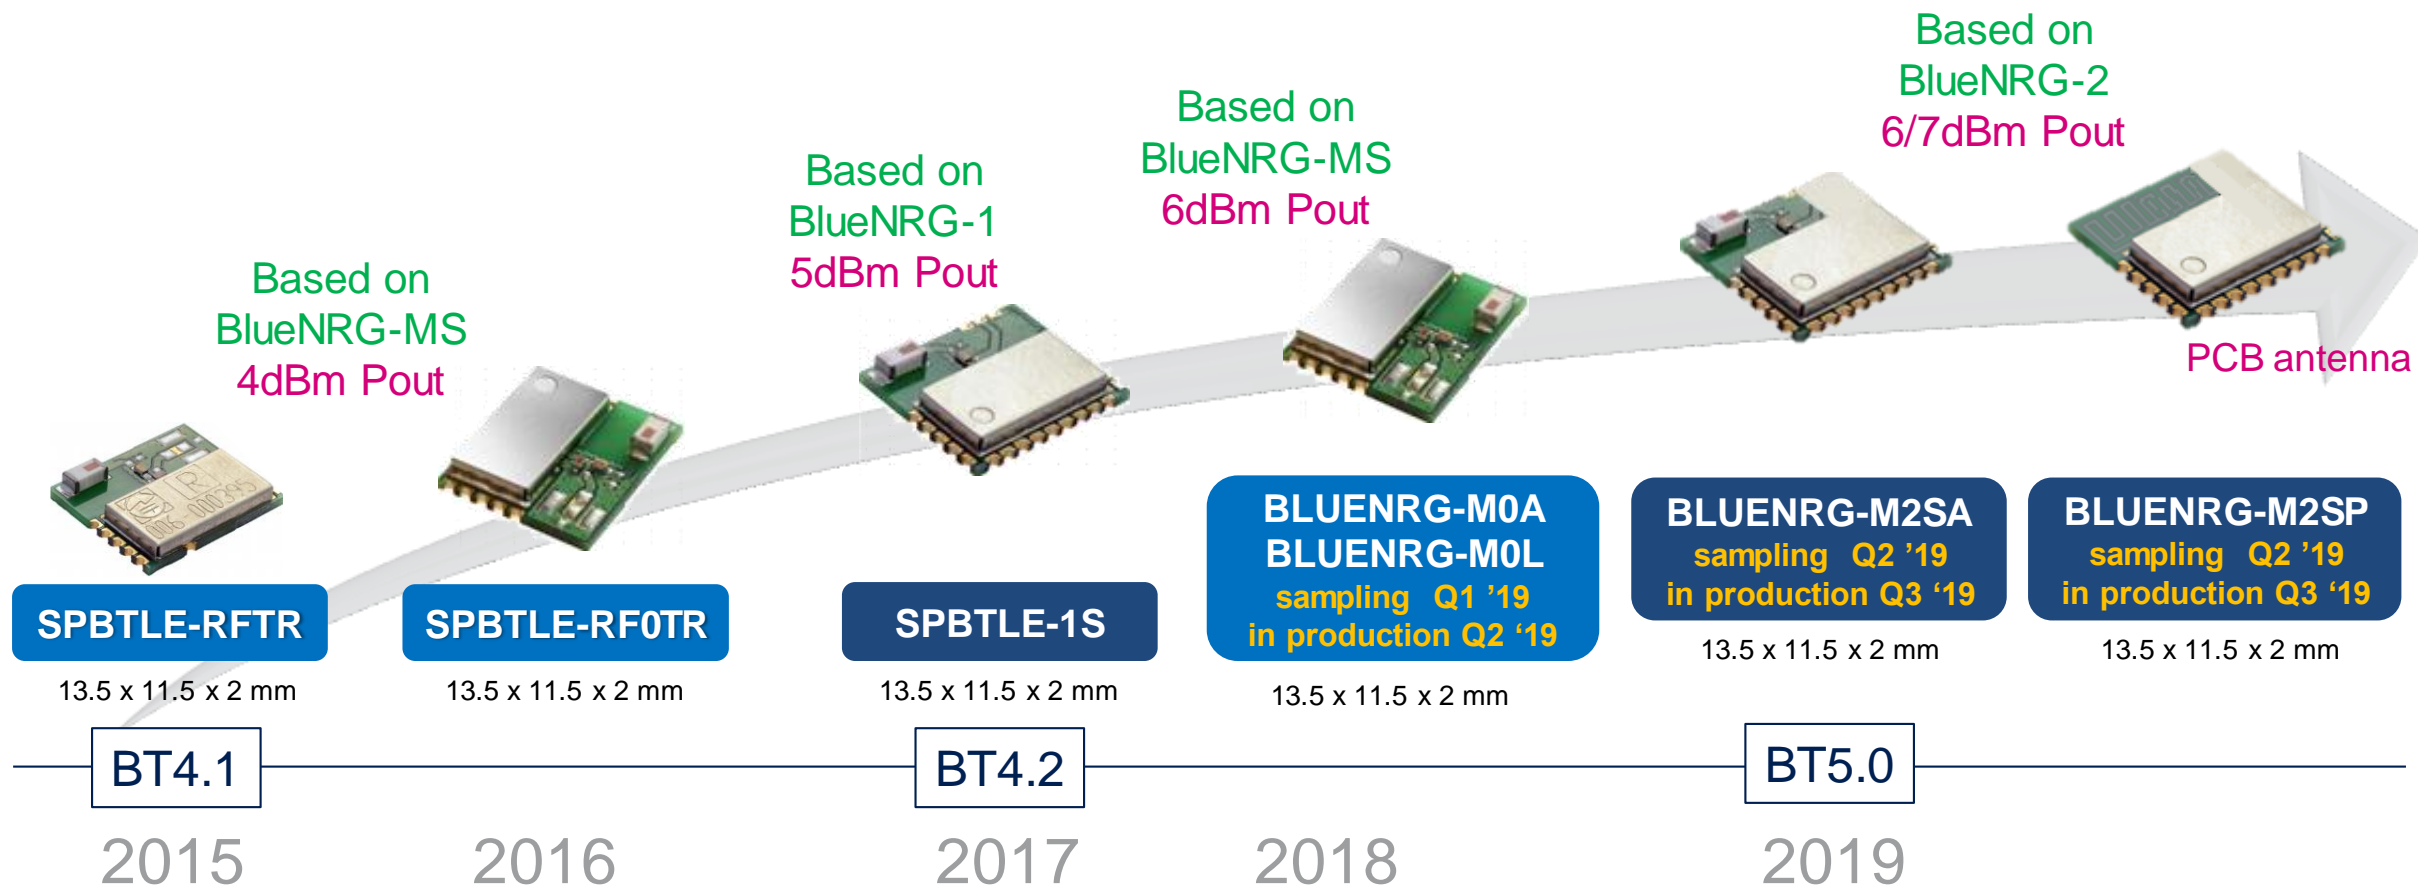 Based on
BlueNRG-MS
4dBm Pout
Based on
BlueNRG-1
5dBm Pout
Based on
BlueNRG-MS
6dBm Pout
Based on
BlueNRG-2
6/7dBm Pout
PCB antenna
R
006-000395
SPBTLE-RFTR
13.5 x 11.5 x 2 mm
SPBTLE-RF0TR
13.5 x 11.5 x 2 mm
SPBTLE-1S
13.5 x 11.5 x 2 mm
BLUENRG-M0A
BLUENRG-M0L
sampling Q1 ’19
in production Q2 ‘19
13.5 x 11.5 x 2 mm
BLUENRG-M2SA
sampling Q2 ’19
in production Q3 ‘19
13.5 x 11.5 x 2 mm
BLUENRG-M2SP
sampling Q2 ’19
in production Q3 ‘19
13.5 x 11.5 x 2 mm
BT4.1
BT4.2
BT5.0
2015
2016
2017
2018
2019